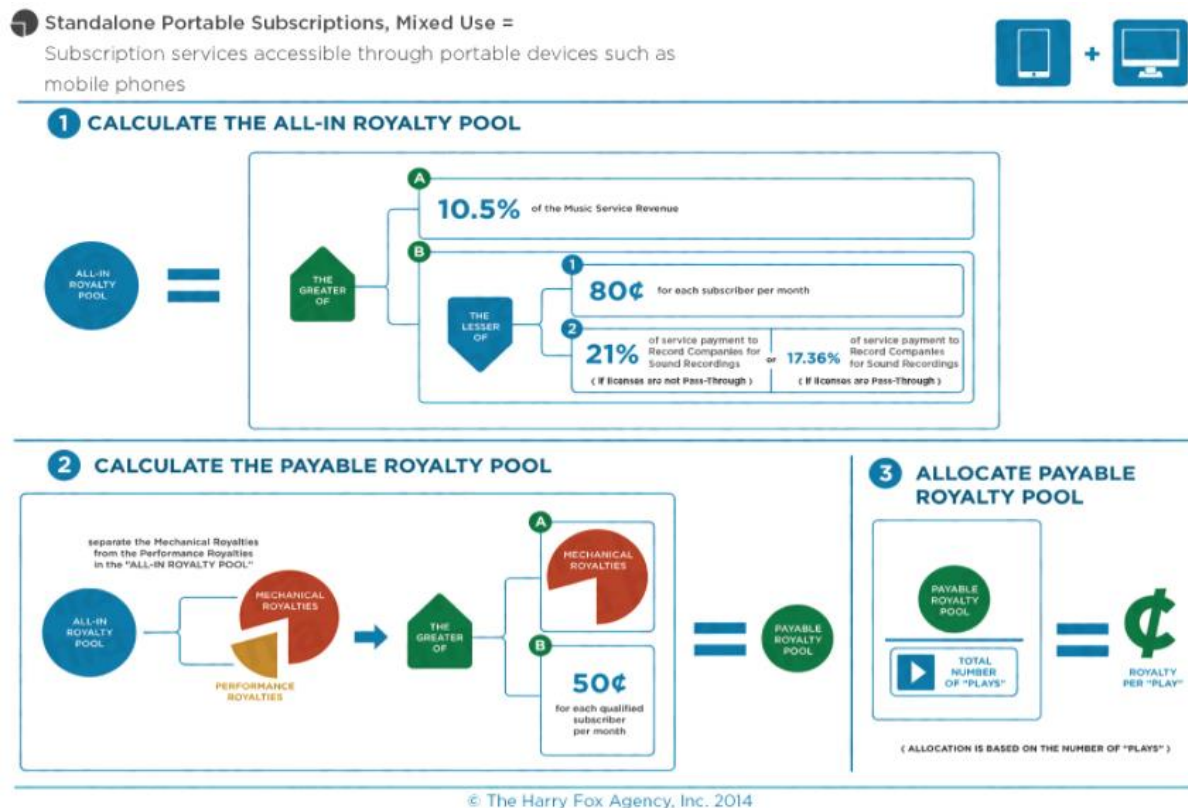 Standalone Portable Subscriptions, Mixed Use =
Subscription services accessible through portable devices such as
mobile phones
1 CALCULATE THE ALL-IN ROYALTY POOL
ALL-IN
ROYALTY
POOL
THE
GREATER
OF
A
10.5% of the Music Service Revenue
B
THE
LESSER
OF
1
80¢ for each subscriber per month
2
21% of service payment to
Record Companies for
Sound Recordings
( if licenses are not Pass-Through )
or
17.36% of service payment to
Record Companies
for Sound Recordings
( if licenses are Pass-Through )
2 CALCULATE THE PAYABLE ROYALTY POOL
separate the Mechanical Royalties
from the Performance Royalties
in the "ALL-IN ROYALTY POOL"
ALL-IN
ROYALTY
POOL
MECHANICAL
ROYALTIES
PERFORMANCE
ROYALTIES
THE
GREATER
OF
A
MECHANICAL
ROYALTIES
B
50¢
for each qualified
subscriber
per month
PAYABLE
ROYALTY
POOL
3 ALLOCATE PAYABLE
ROYALTY POOL
PAYABLE
ROYALTY
POOL
TOTAL
NUMBER
OF "PLAYS"
¢
ROYALTY
PER "PLAY"
( ALLOCATION IS BASED ON THE NUMBER OF "PLAYS" )
© The Harry Fox Agency, Inc. 2014